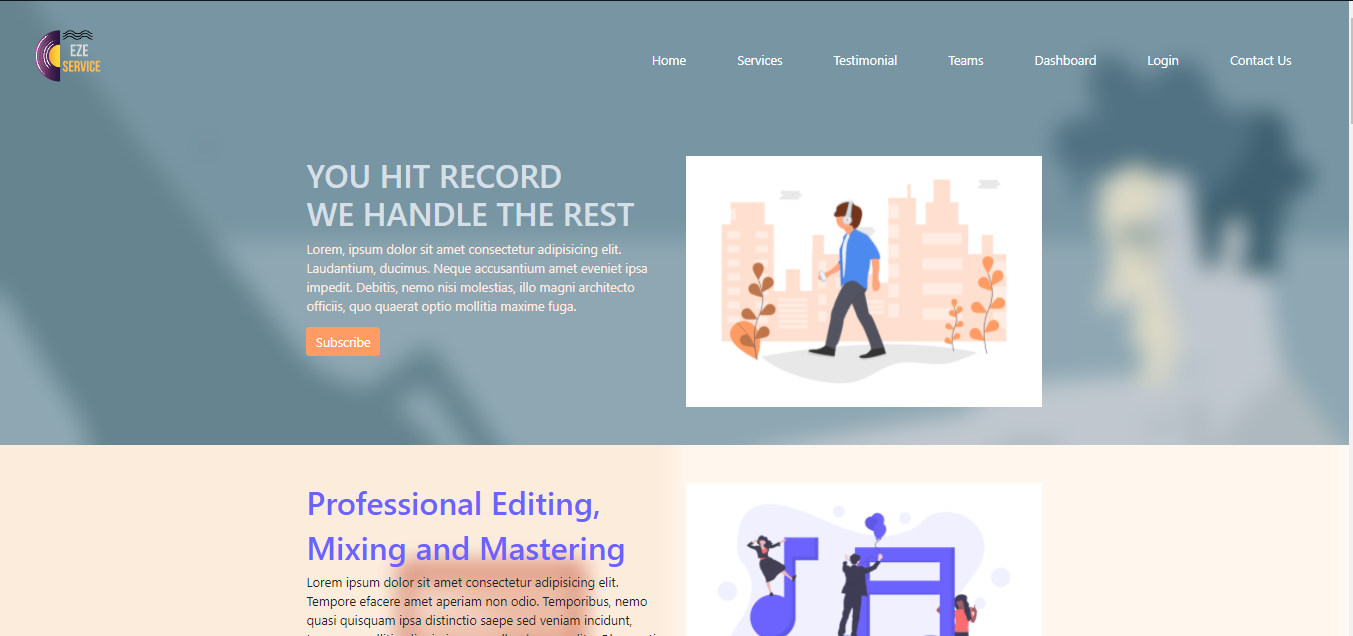 EZE
SERVICE
Home
Services
Testimonial
Teams
Dashboard
Login
Contact Us
YOU HIT RECORD
WE HANDLE THE REST
Lorem, ipsum dolor sit amet consectetur adipisicing elit.
Laudantium, ducimus. Neque accusantium amet eveniet ipsa
impedit. Debitis, nemo nisi molestias, illo magni architecto
officiis, quo quaerat optio mollitia maxime fuga.
Subscribe
Professional Editing,
Mixing and Mastering
Lorem ipsum dolor sit amet consectetur adipisicing elit.
Tempore efacere amet aperiam non odio. Temporibus, nemo
quasi quisquam ipsa distinctio saepe sed veniam incidunt,